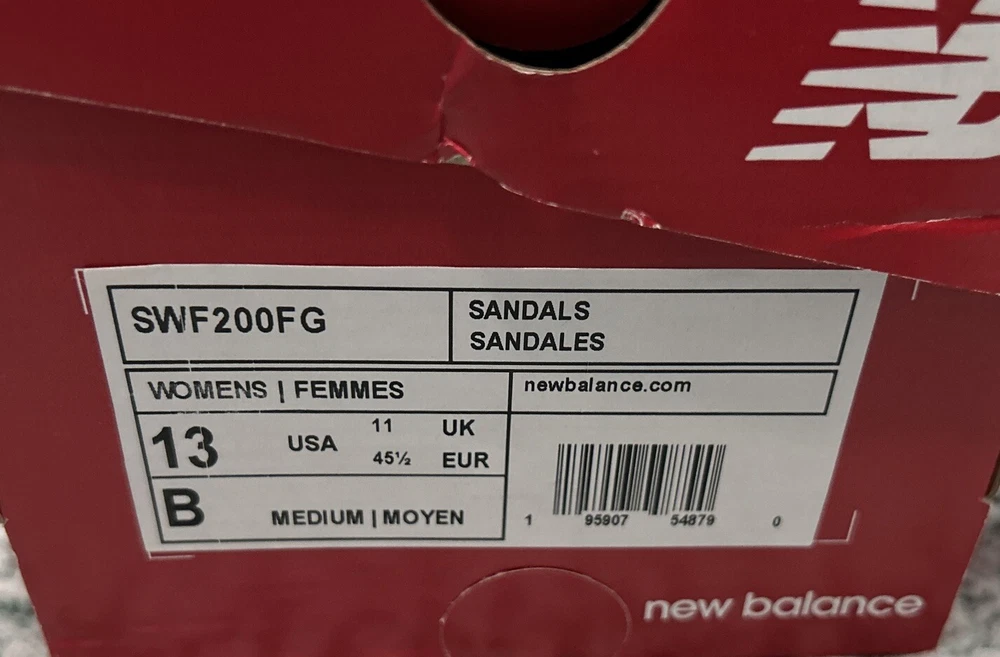 SWF200FG
SANDALS
SANDALES
WOMENS | FEMMES
newbalance.com
13 USA 11 UK
45½ EUR
B MEDIUM | MOYEN
1 95907 54879 0
new balance